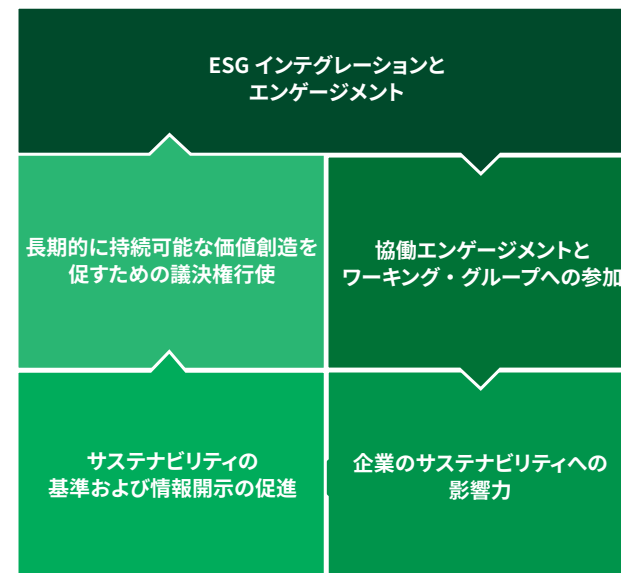 ESG インテグレーションと
エンゲージメント
長期的に持続可能な価値創造を
促すための議決権行使
協働エンゲージメントと
ワーキング・グループへの参加
サステナビリティの
基準および情報開示の促進
企業のサステナビリティへの
影響力